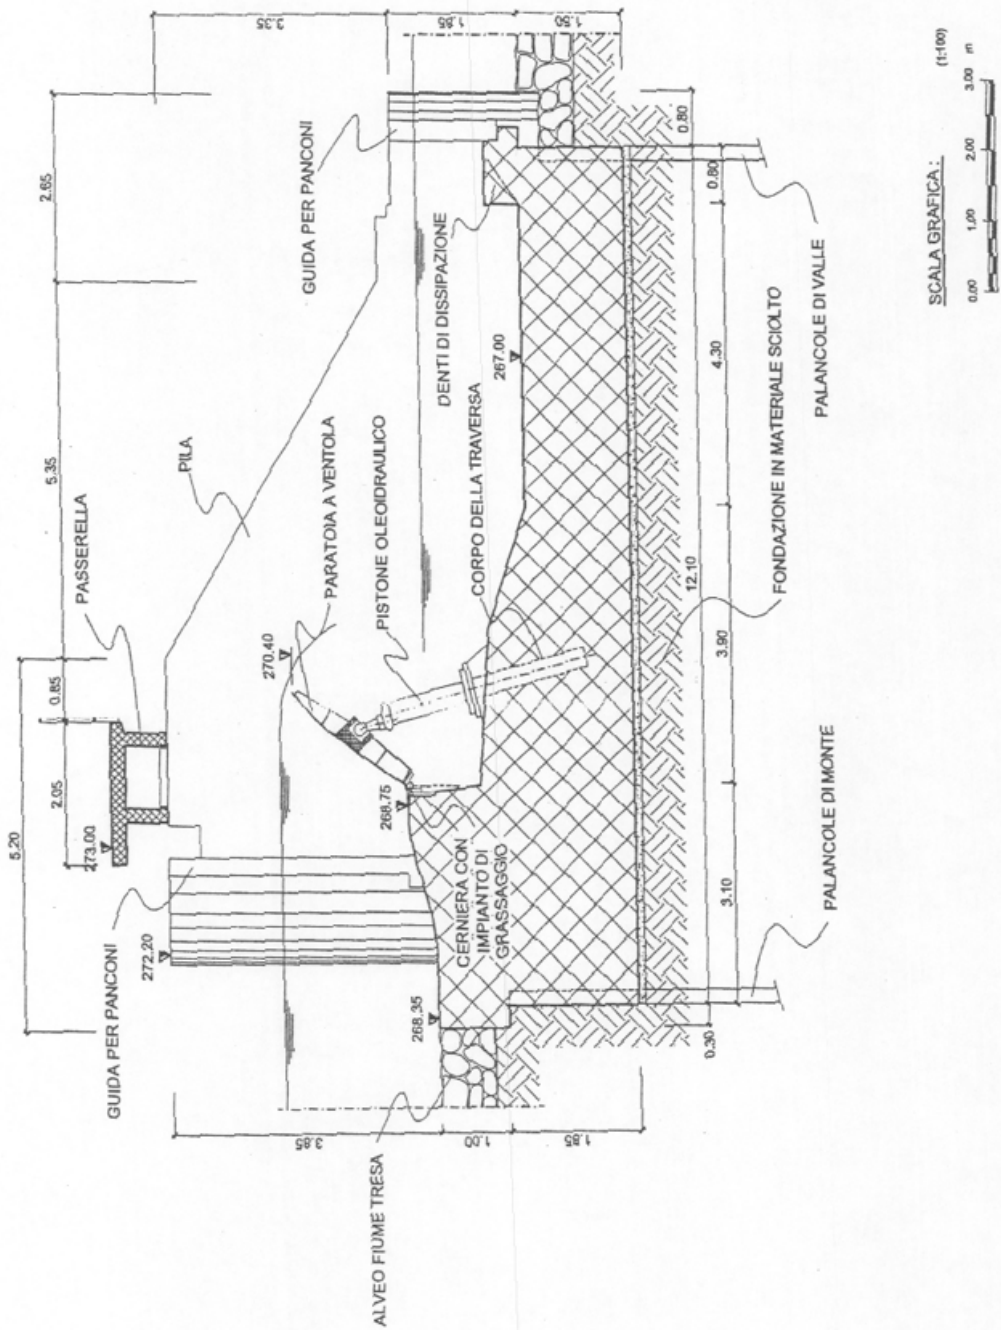 3.35
1.85
1.50
2.65
5.35
0.85
2.05
5.20
GUIDA PER PANCONI
PILA
PASSERELLA
273.00
GUIDA PER PANCONI
272.20
PARATOIA A VENTOLA
270.40
PISTONE OLEOIDRAULICO
DENTI DI DISSIPAZIONE
267.00
CORPO DELLA TRAVERSA
268.75
CERNIERA CON
IMPIANTO DI
GRASSAGGIO
268.35
ALVEO FIUME TRESA
3.85
1.00
1.85
0.80
0.80
4.30
12.10
3.90
3.10
0.30
PALANCOLE DI VALLE
FONDAZIONE IN MATERIALE SCIOLTO
PALANCOLE DI MONTE
SCALA GRAFICA :
(1:100)
0.00 1.00 2.00 3.00 m